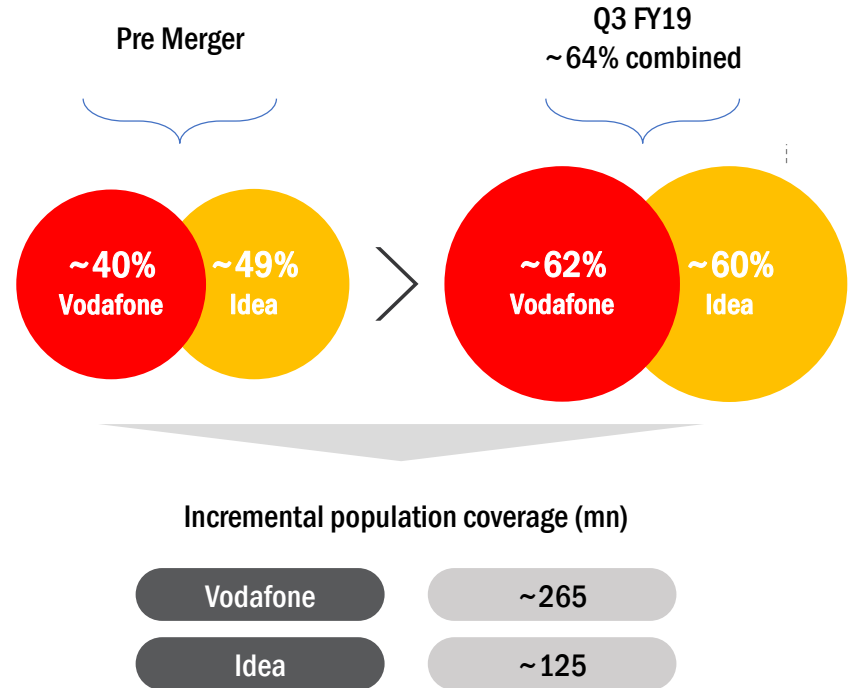 Pre Merger
Q3 FY19
~64% combined
~40%
Vodafone
~49%
Idea
~62%
Vodafone
~60%
Idea
Incremental population coverage (mn)
Vodafone
~265
Idea
~125